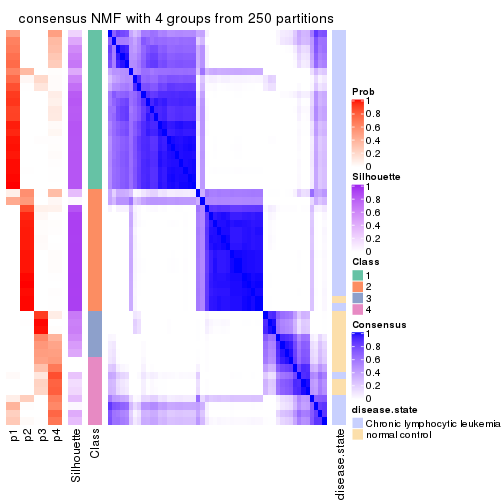 consensus NMF with 4 groups from 250 partitions
Prob
1
0.8
0.6
0.4
0.2
0
Silhouette
1
0.8
0.6
0.4
0.2
0
Class
1
2
3
4
Consensus
1
0.8
0.6
0.4
0.2
0
disease.state
Chronic lymphocytic leukemia
normal control
p1
p2
p3
p4
Silhouette
Class
disease.state